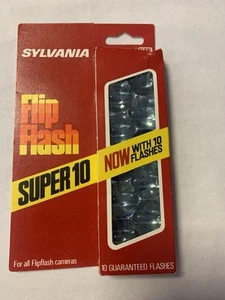 SYLVANIA
Flip
flash
SUPER 10
NOW WITH 10
FLASHES
For all Flipflash cameras
10 GUARANTEED FLASHES